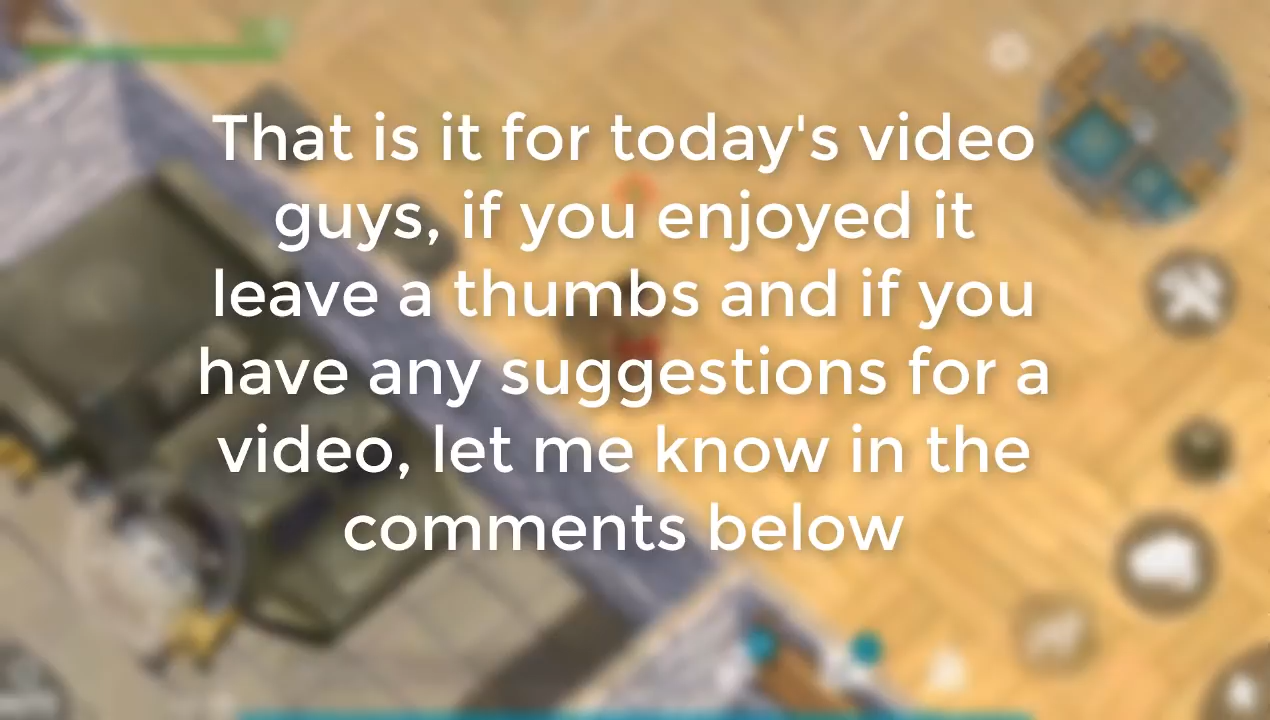 That is it for today's video
guys, if you enjoyed it
leave a thumbs and if you
have any suggestions for a
video, let me know in the
comments below